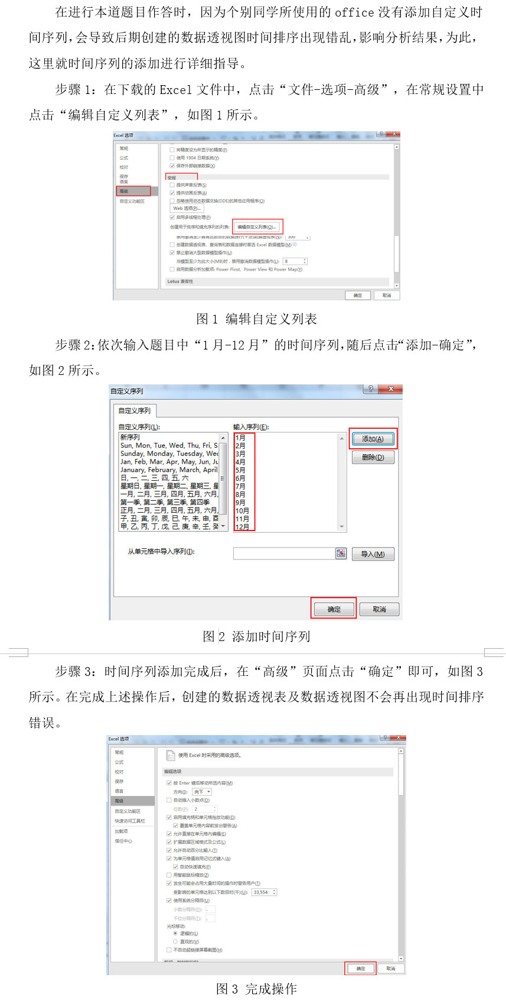 在进行本道题目作答时，因为个别同学所使用的 office 没有添加自定义时
间序列，会导致后期创建的数据透视图时间排序出现错乱，影响分析结果，为此，
这里就时间序列的添加进行详细指导。
步骤 1：在下载的 Excel 文件中，点击“文件-选项-高级”，在常规设置中
点击“编辑自定义列表”，如图 1 所示。
Excel 选项
常规
公式
校对
保存
语言
高级
自定义功能区
将精度设为所显示的精度(P)
使用 1904 日期系统(Y)
保存外部链接数据(X)
常规
提供声音反馈(S)
提供动画反馈(A)
忽略使用动态数据交换(DDE)的其他应用程序(O)
Web 选项(P)...
启用多线程处理(P)
创建用于排序和填充序列的列表: 编辑自定义列表(O)...
禁用撤消至少具有此数目的数据源行(千)的数据透视表(N): 300
创建数据透视表、查询表和数据连接时首选 Excel 数据模型(M)
禁止撤消大型数据模型操作(U)
当模型至少为此大小(MB)时，禁用撤消数据模型操作(L): 8
启用数据分析加载项: Power Pivot、Power View 和 Power Map(Y)
Lotus 兼容性
确定 取消
图 1 编辑自定义列表
步骤 2：依次输入题目中“1 月-12 月”的时间序列，随后点击“添加-确定”，
如图 2 所示。
自定义序列
自定义序列
自定义序列(L):
新序列
Sun, Mon, Tue, Wed, Thu, Fri, S
Sunday, Monday, Tuesday, Wed
Jan, Feb, Mar, Apr, May, Jun, Ju
January, February, March, April,
日, 一, 二, 三, 四, 五, 六
星期日, 星期一, 星期二, 星期三, 星
一月, 二月, 三月, 四月, 五月, 六月,
第一季, 第二季, 第三季, 第四季
正月, 二月, 三月, 四月, 五月, 六月,
子, 丑, 寅, 卯, 辰, 巳, 午, 未, 申, 酉
甲, 乙, 丙, 丁, 戊, 己, 庚, 辛, 壬, 癸
输入序列(E):
1月
2月
3月
4月
5月
6月
7月
8月
9月
10月
11月
12月
添加(A)
删除(D)
从单元格中导入序列(I): 导入(M)
确定 取消
图 2 添加时间序列
步骤 3：时间序列添加完成后，在“高级”页面点击“确定”即可，如图 3
所示。在完成上述操作后，创建的数据透视表及数据透视图不会再出现时间排序
错误。
Excel 选项
常规
公式
校对
保存
语言
高级
自定义功能区
快速访问工具栏
加载项
信任中心
使用 Excel 时采用的高级选项。
编辑选项
按 Enter 键后移动所选内容(M)
方向(I): 向下
自动插入小数点(D)
位数(P): 2
启用填充柄和单元格拖放功能(D)
覆盖单元格内容前发出警告(A)
允许直接在单元格内编辑(E)
扩展数据区域格式及公式(L)
允许自动百分比输入(T)
为单元格值启用记忆式键入(A)
自动快速填充(F)
用智能鼠标缩放(Z)
发生可能会占用大量时间的操作时警告用户(T)
受影响的单元格达到以下数目时(千)(U): 33,554
使用系统分隔符(U)
小数分隔符(D): .
千位分隔符(T): ,
光标移动:
逻辑的(L)
直观的(V)
不自动超链接屏幕截图(H)
确定 取消
图 3 完成操作